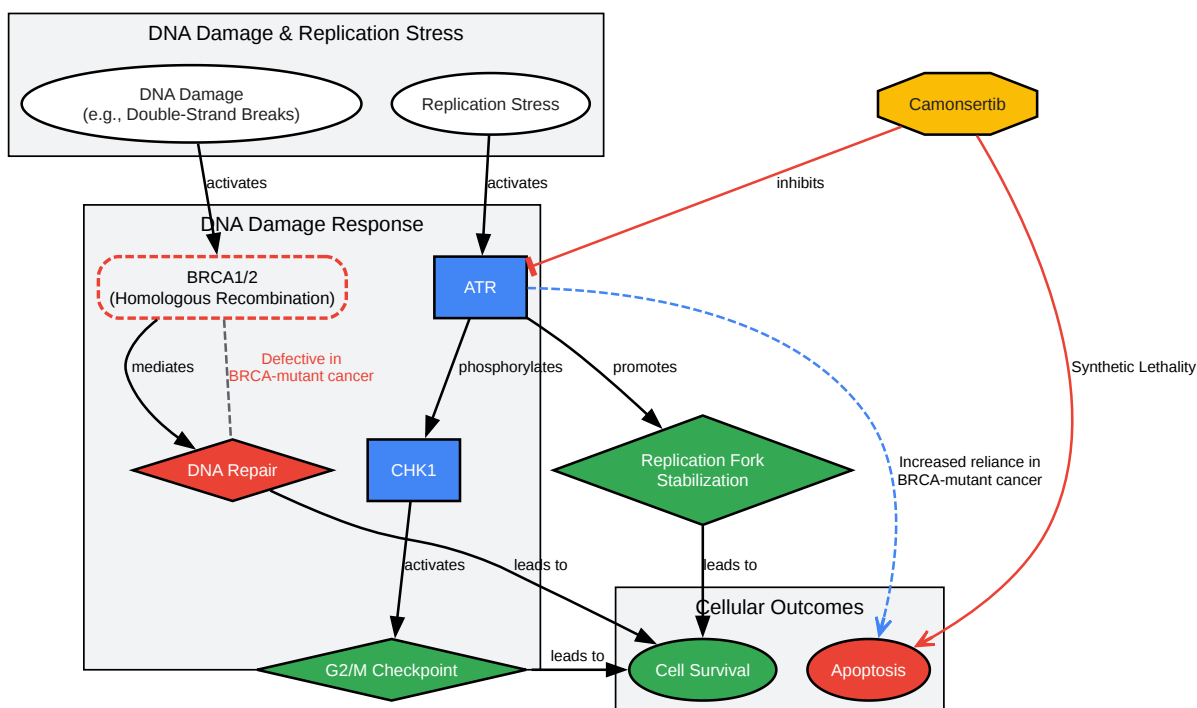 DNA Damage & Replication Stress
DNA Damage
(e.g., Double-Strand Breaks)
Replication Stress
Camonsertib
activates
activates
inhibits
DNA Damage Response
BRCA1/2
(Homologous Recombination)
ATR
mediates
Defective in
BRCA-mutant cancer
phosphorylates
promotes
Synthetic Lethality
DNA Repair
CHK1
Replication Fork
Stabilization
Increased reliance in
BRCA-mutant cancer
activates
leads to
leads to
Cellular Outcomes
G2/M Checkpoint
leads to
Cell Survival
Apoptosis